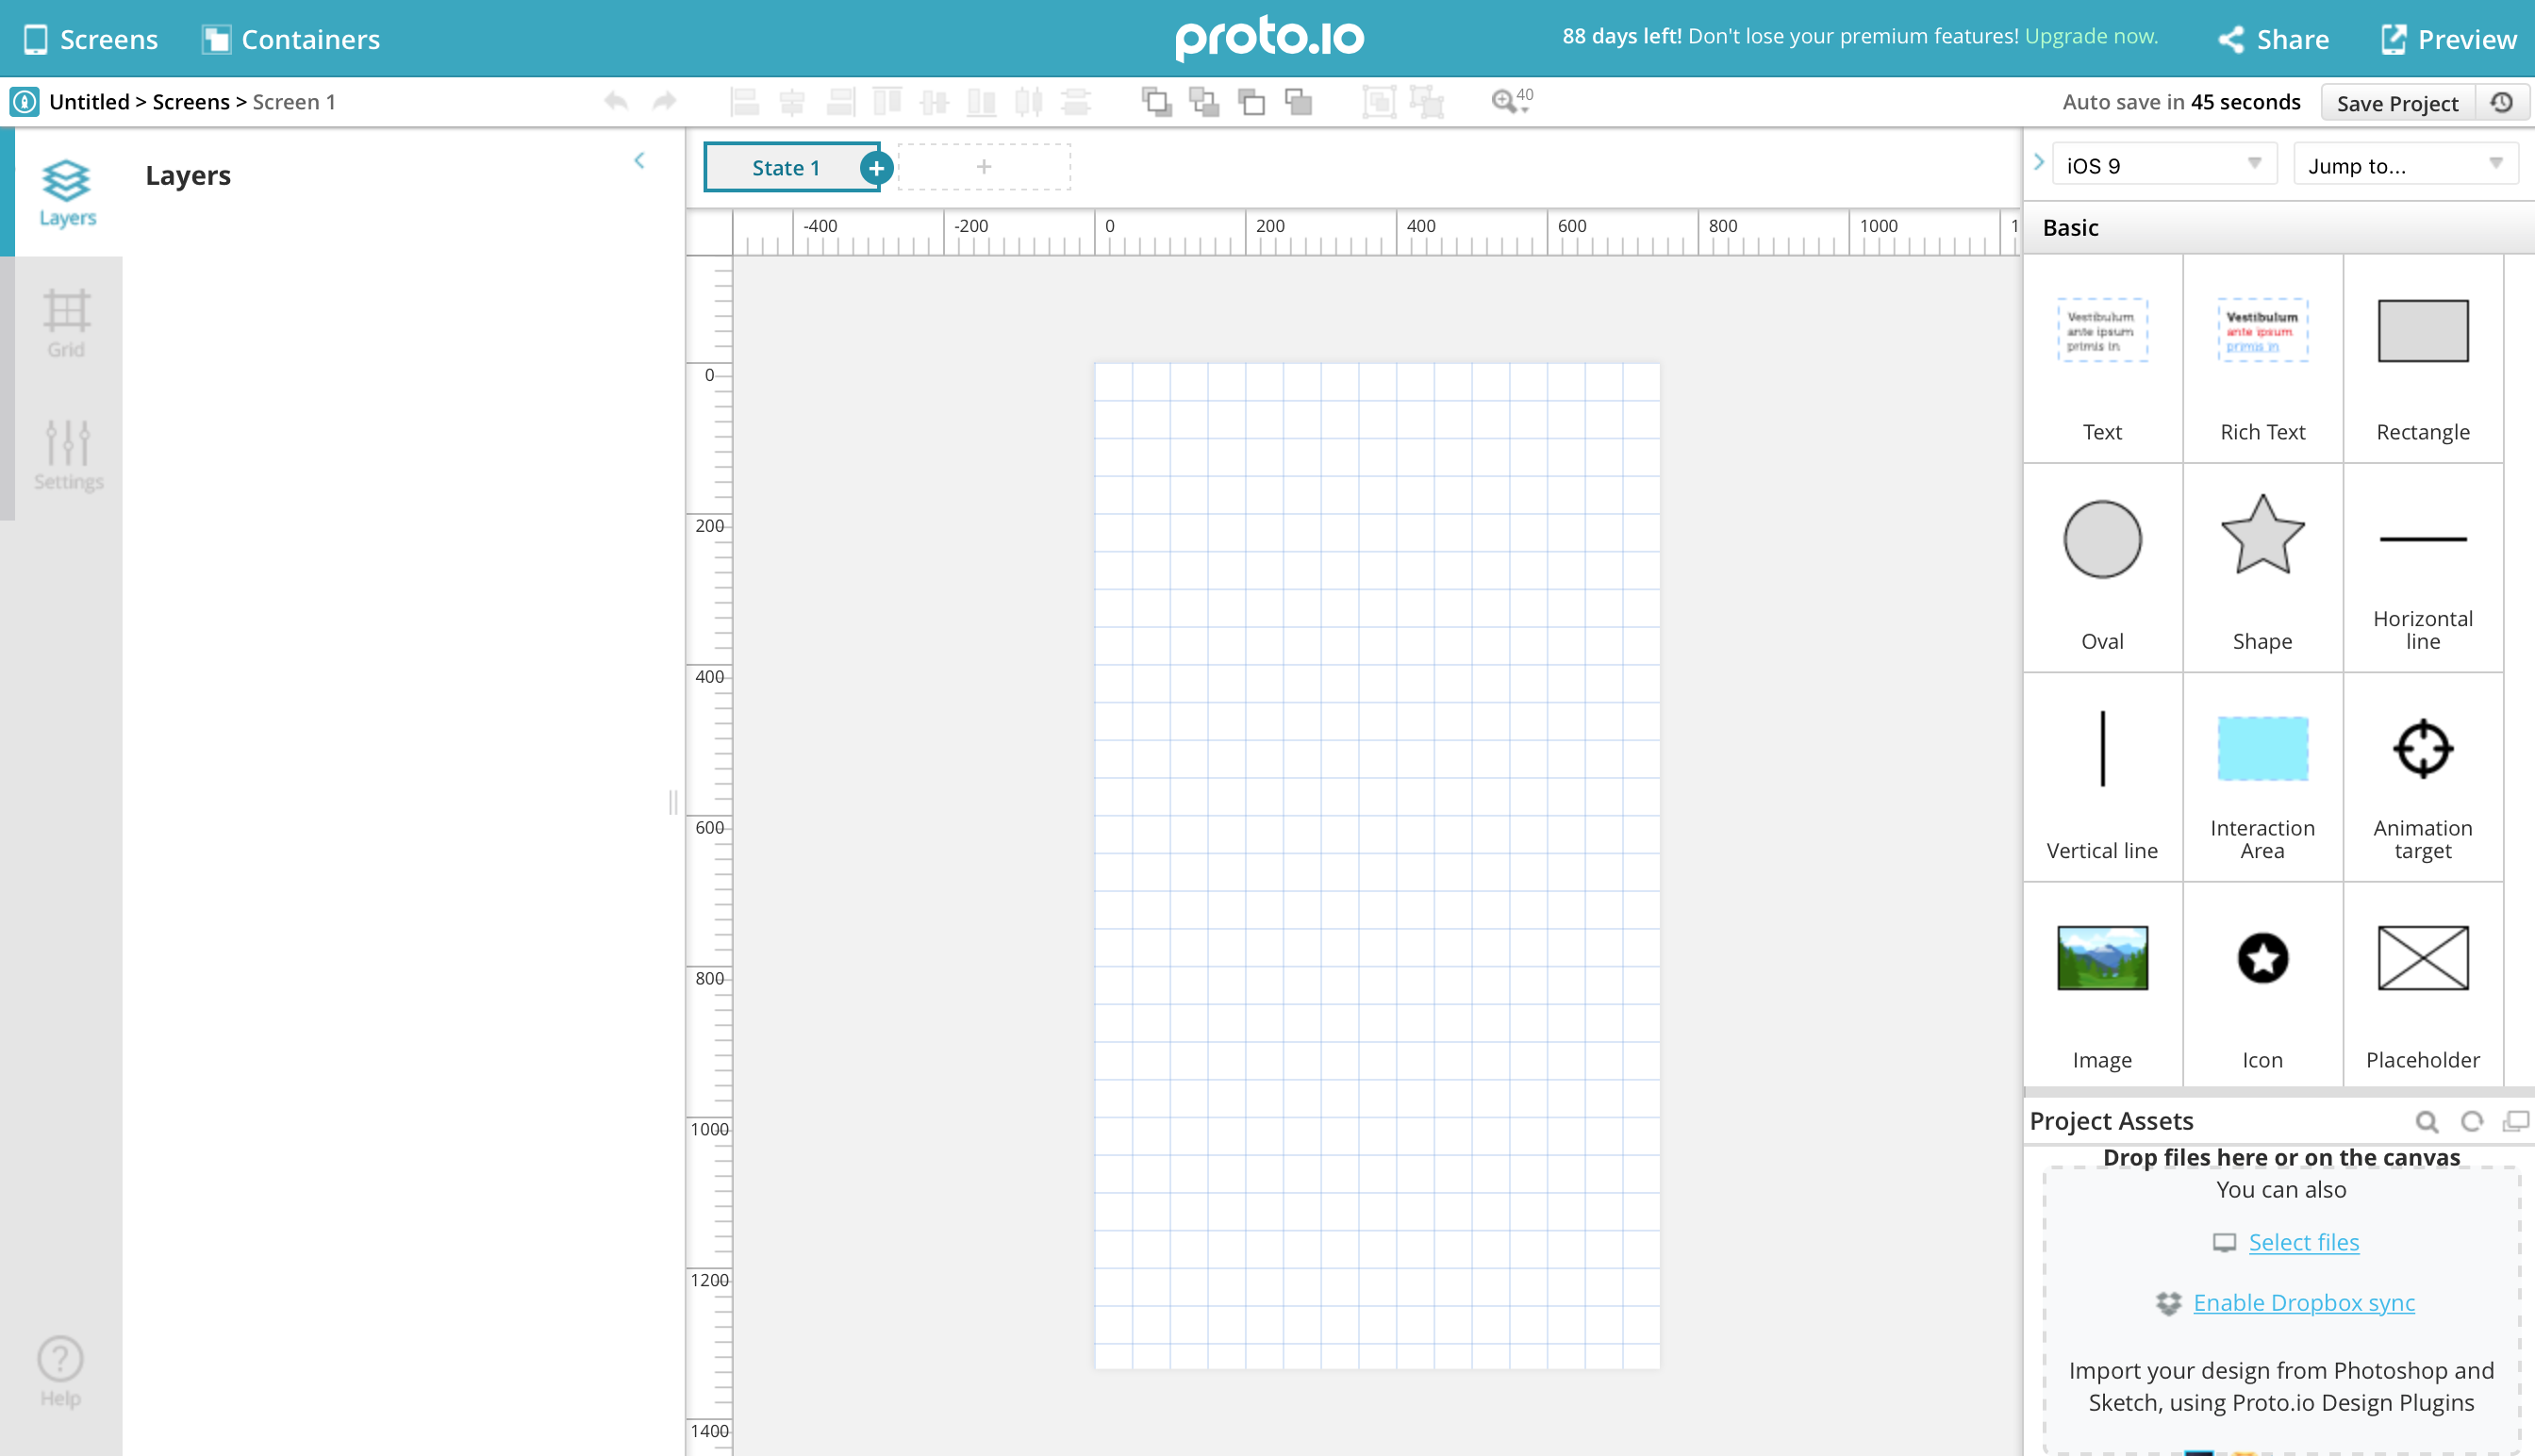 Screens
Containers
proto.io
88 days left! Don't lose your premium features! Upgrade now.
Share
Preview
Untitled > Screens > Screen 1
40
Auto save in 45 seconds
Save Project
Layers
Grid
Settings
Help
Layers
State 1
+
+
-400 -200 0 200 400 600 800 1000 1
0
200
400
600
800
1000
1200
1400
iOS 9
Jump to...
Basic
Vestibulum
ante ipsum
primis in
Text
Vestibulum
ante ipsum
primis in
Rich Text
Rectangle
Oval
Shape
Horizontal
line
Vertical line
Interaction
Area
Animation
target
Image
Icon
Placeholder
Project Assets
Drop files here or on the canvas
You can also
Select files
Enable Dropbox sync
Import your design from Photoshop and
Sketch, using Proto.io Design Plugins